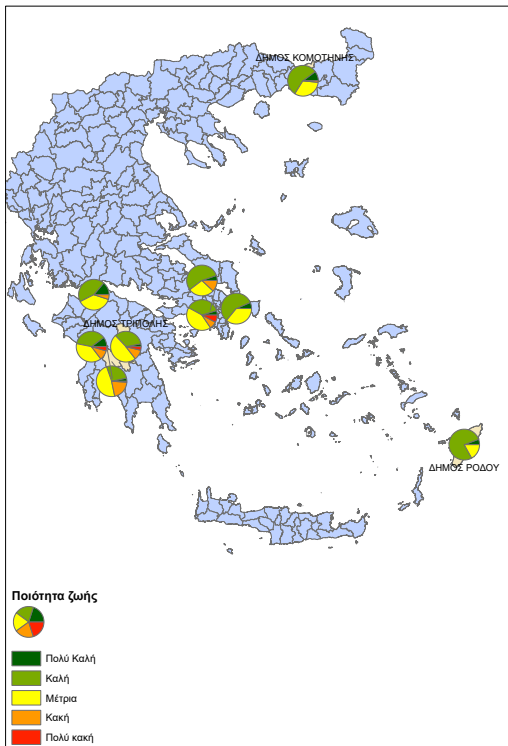 ΔΗΜΟΣ ΚΟΜΟΤΗΝΗΣ
ΔΗΜΟΣ ΤΡΙΠΟΛΗΣ
ΔΗΜΟΣ ΡΟΔΟΥ
Ποιότητα ζωής
Πολύ Καλή
Καλή
Μέτρια
Κακή
Πολύ κακή